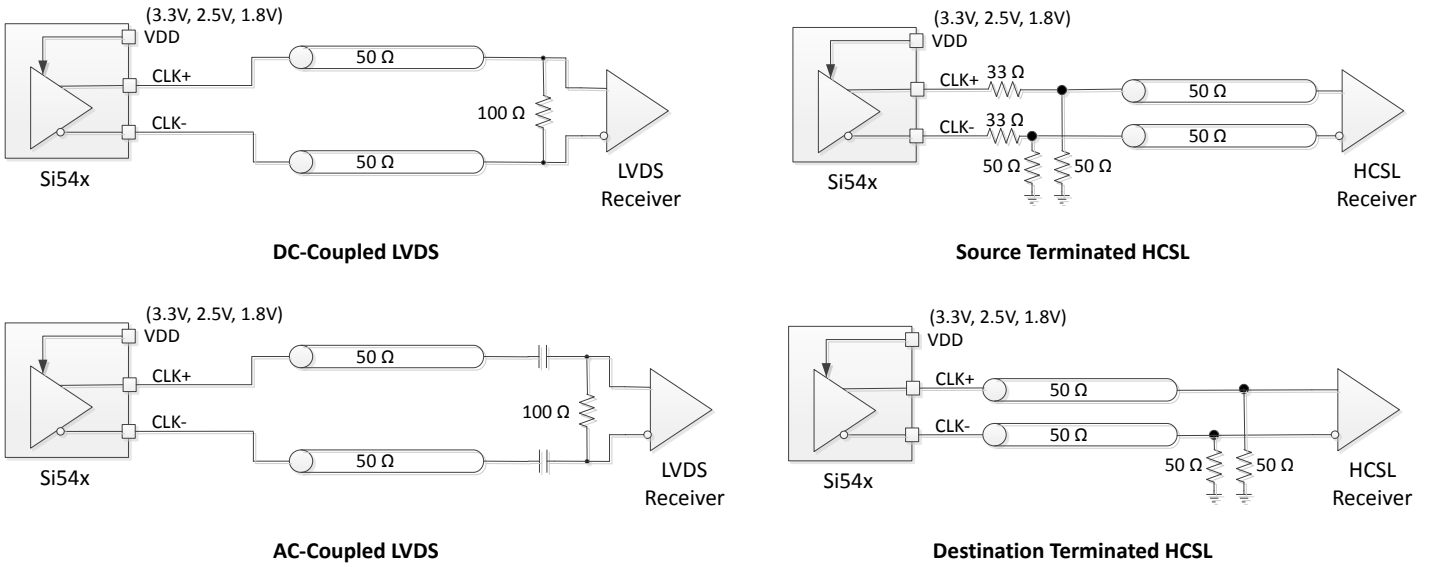 (3.3V, 2.5V, 1.8V)
VDD
CLK+
50 Ω
100 Ω
CLK-
50 Ω
Si54x
LVDS
Receiver
DC-Coupled LVDS
(3.3V, 2.5V, 1.8V)
VDD
CLK+
33 Ω
50 Ω
CLK-
33 Ω
50 Ω
50 Ω
50 Ω
Si54x
HCSL
Receiver
Source Terminated HCSL
(3.3V, 2.5V, 1.8V)
VDD
CLK+
50 Ω
100 Ω
CLK-
50 Ω
Si54x
LVDS
Receiver
AC-Coupled LVDS
(3.3V, 2.5V, 1.8V)
VDD
CLK+
50 Ω
CLK-
50 Ω
50 Ω
50 Ω
Si54x
HCSL
Receiver
Destination Terminated HCSL